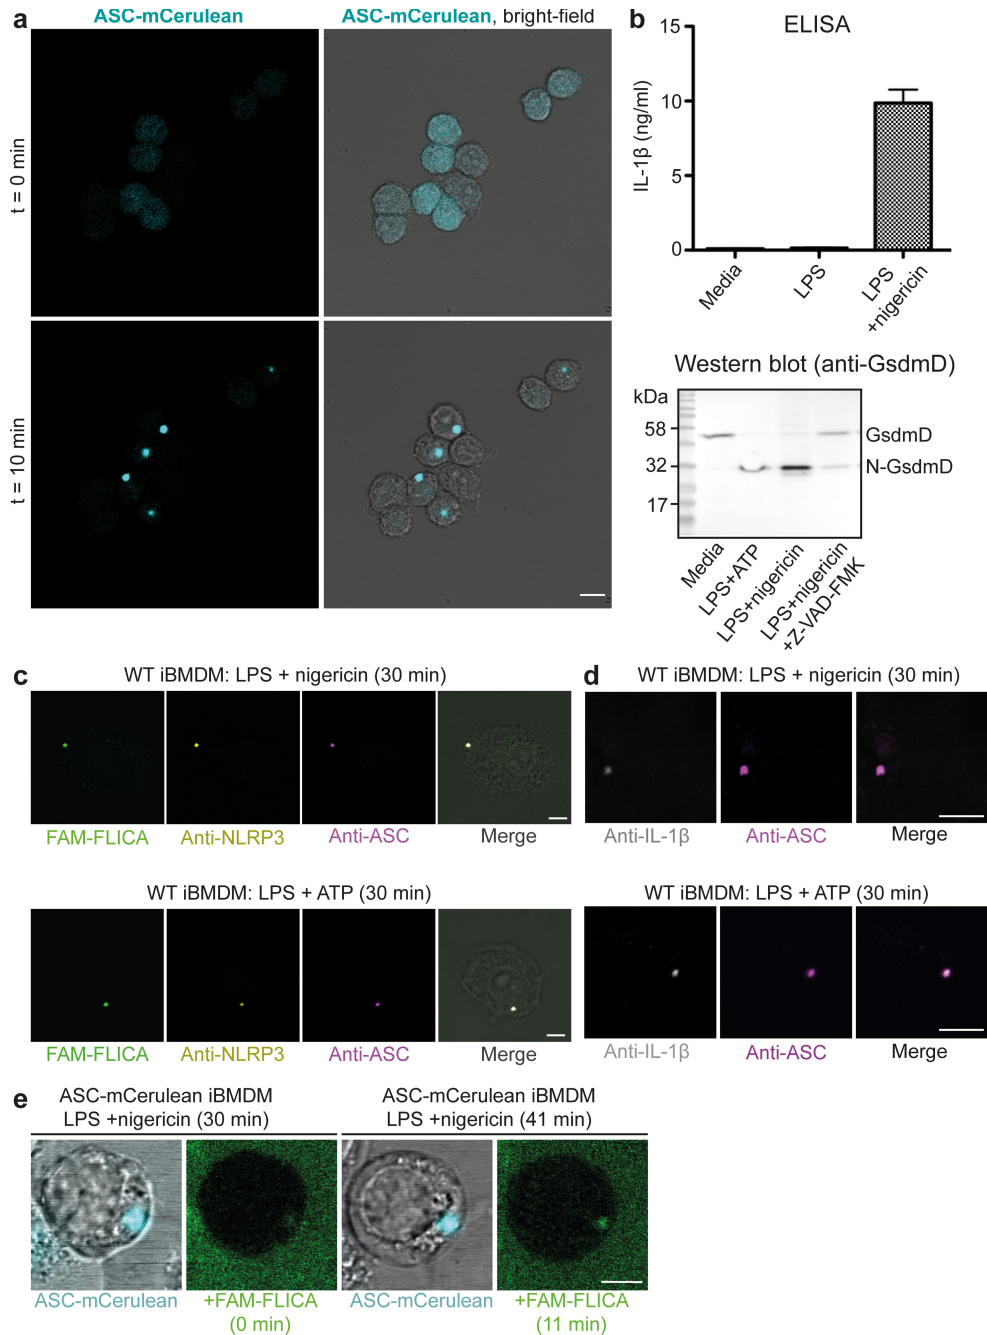 a
ASC-mCerulean
ASC-mCerulean, bright-field
t = 0 min
t = 10 min
b
ELISA
IL-1β (ng/ml)
15
10
5
0
Media
LPS
LPS
+nigericin
Western blot (anti-GsdmD)
kDa
58
32
17
GsdmD
N-GsdmD
Media
LPS+ATP
LPS+nigericin
LPS+nigericin
+Z-VAD-FMK
c
WT iBMDM: LPS + nigericin (30 min)
FAM-FLICA
Anti-NLRP3
Anti-ASC
Merge
WT iBMDM: LPS + ATP (30 min)
FAM-FLICA
Anti-NLRP3
Anti-ASC
Merge
d
WT iBMDM: LPS + nigericin (30 min)
Anti-IL-1β
Anti-ASC
Merge
WT iBMDM: LPS + ATP (30 min)
Anti-IL-1β
Anti-ASC
Merge
e
ASC-mCerulean iBMDM
LPS +nigericin (30 min)
ASC-mCerulean iBMDM
LPS +nigericin (41 min)
ASC-mCerulean
+FAM-FLICA
(0 min)
ASC-mCerulean
+FAM-FLICA
(11 min)